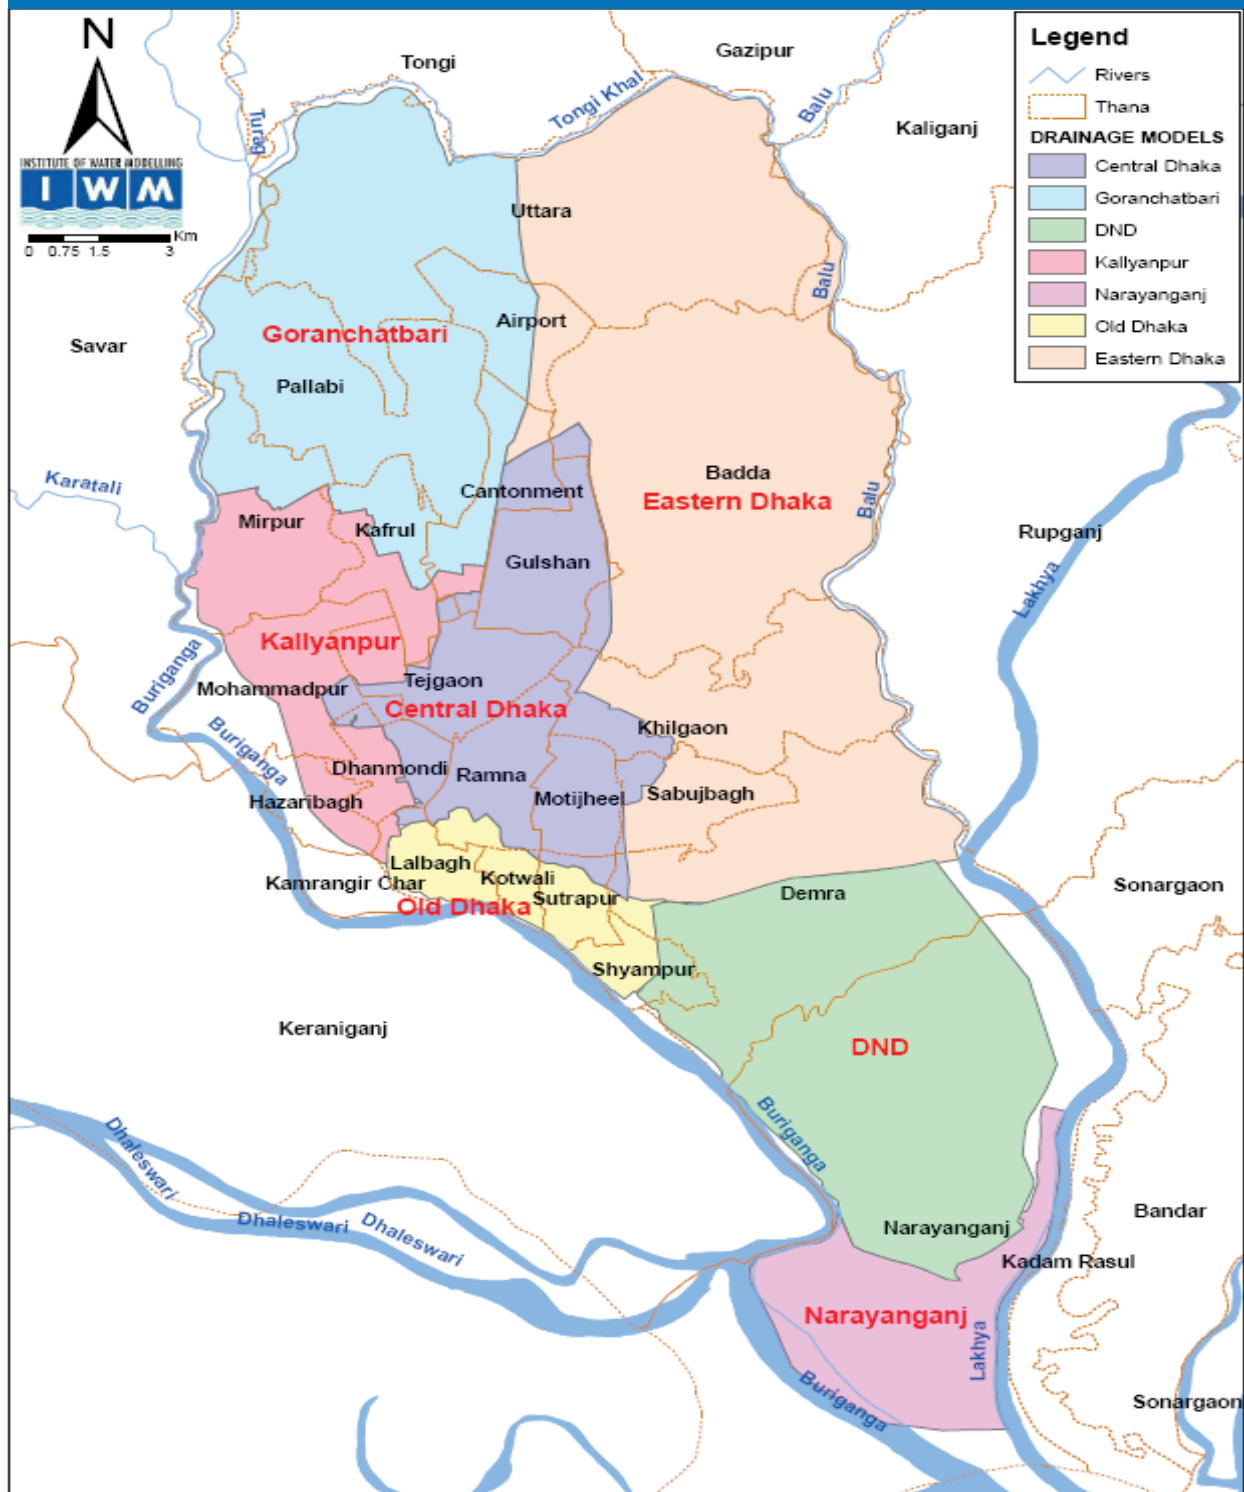 N
INSTITUTE OF WATER MODELLING
IWM
Km
0 0.75 1.5 3
Legend
Rivers
Thana
DRAINAGE MODELS
Central Dhaka
Goranchatbari
DND
Kallyanpur
Narayanganj
Old Dhaka
Eastern Dhaka
Gazipur
Tongi
Tongi Khal
Balu
Turag
Kaliganj
Uttara
Balu
Airport
Goranchatbari
Savar
Pallabi
Badda
Karatali
Cantonment
Eastern Dhaka
Balu
Mirpur
Kafrul
Rupganj
Gulshan
Lakhya
Kallyanpur
Buriganga
Tejgaon
Mohammadpur
Central Dhaka
Khilgaon
Buriganga
Dhanmondi
Ramna
Hazaribagh
Motijheel
Sabujbagh
Lalbagh
Kotwali
Kamrangir Char
Sutrapur
Demra
Sonargaon
Old Dhaka
Shyampur
Keraniganj
DND
Buriganga
Dhaleswari
Dhaleswari
Dhaleswari
Bandar
Narayanganj
Kadam Rasul
Narayanganj
Lakhya
Buriganga
Sonargaon